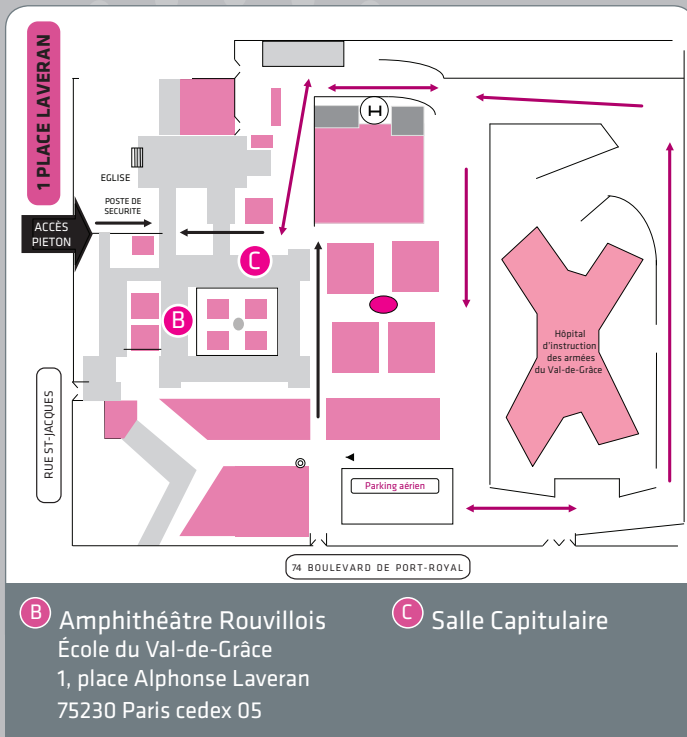 1 PLACE LAVERAN
EGLISE
POSTE DE
SECURITE
ACCÈS
PIETON
H
C
B
Hôpital
d'instruction
des armées
du Val-de-Grâce
RUE ST-JACQUES
Parking aérien
74 BOULEVARD DE PORT-ROYAL
B Amphithéâtre Rouvillois
École du Val-de-Grâce
1, place Alphonse Laveran
75230 Paris cedex 05
C Salle Capitulaire